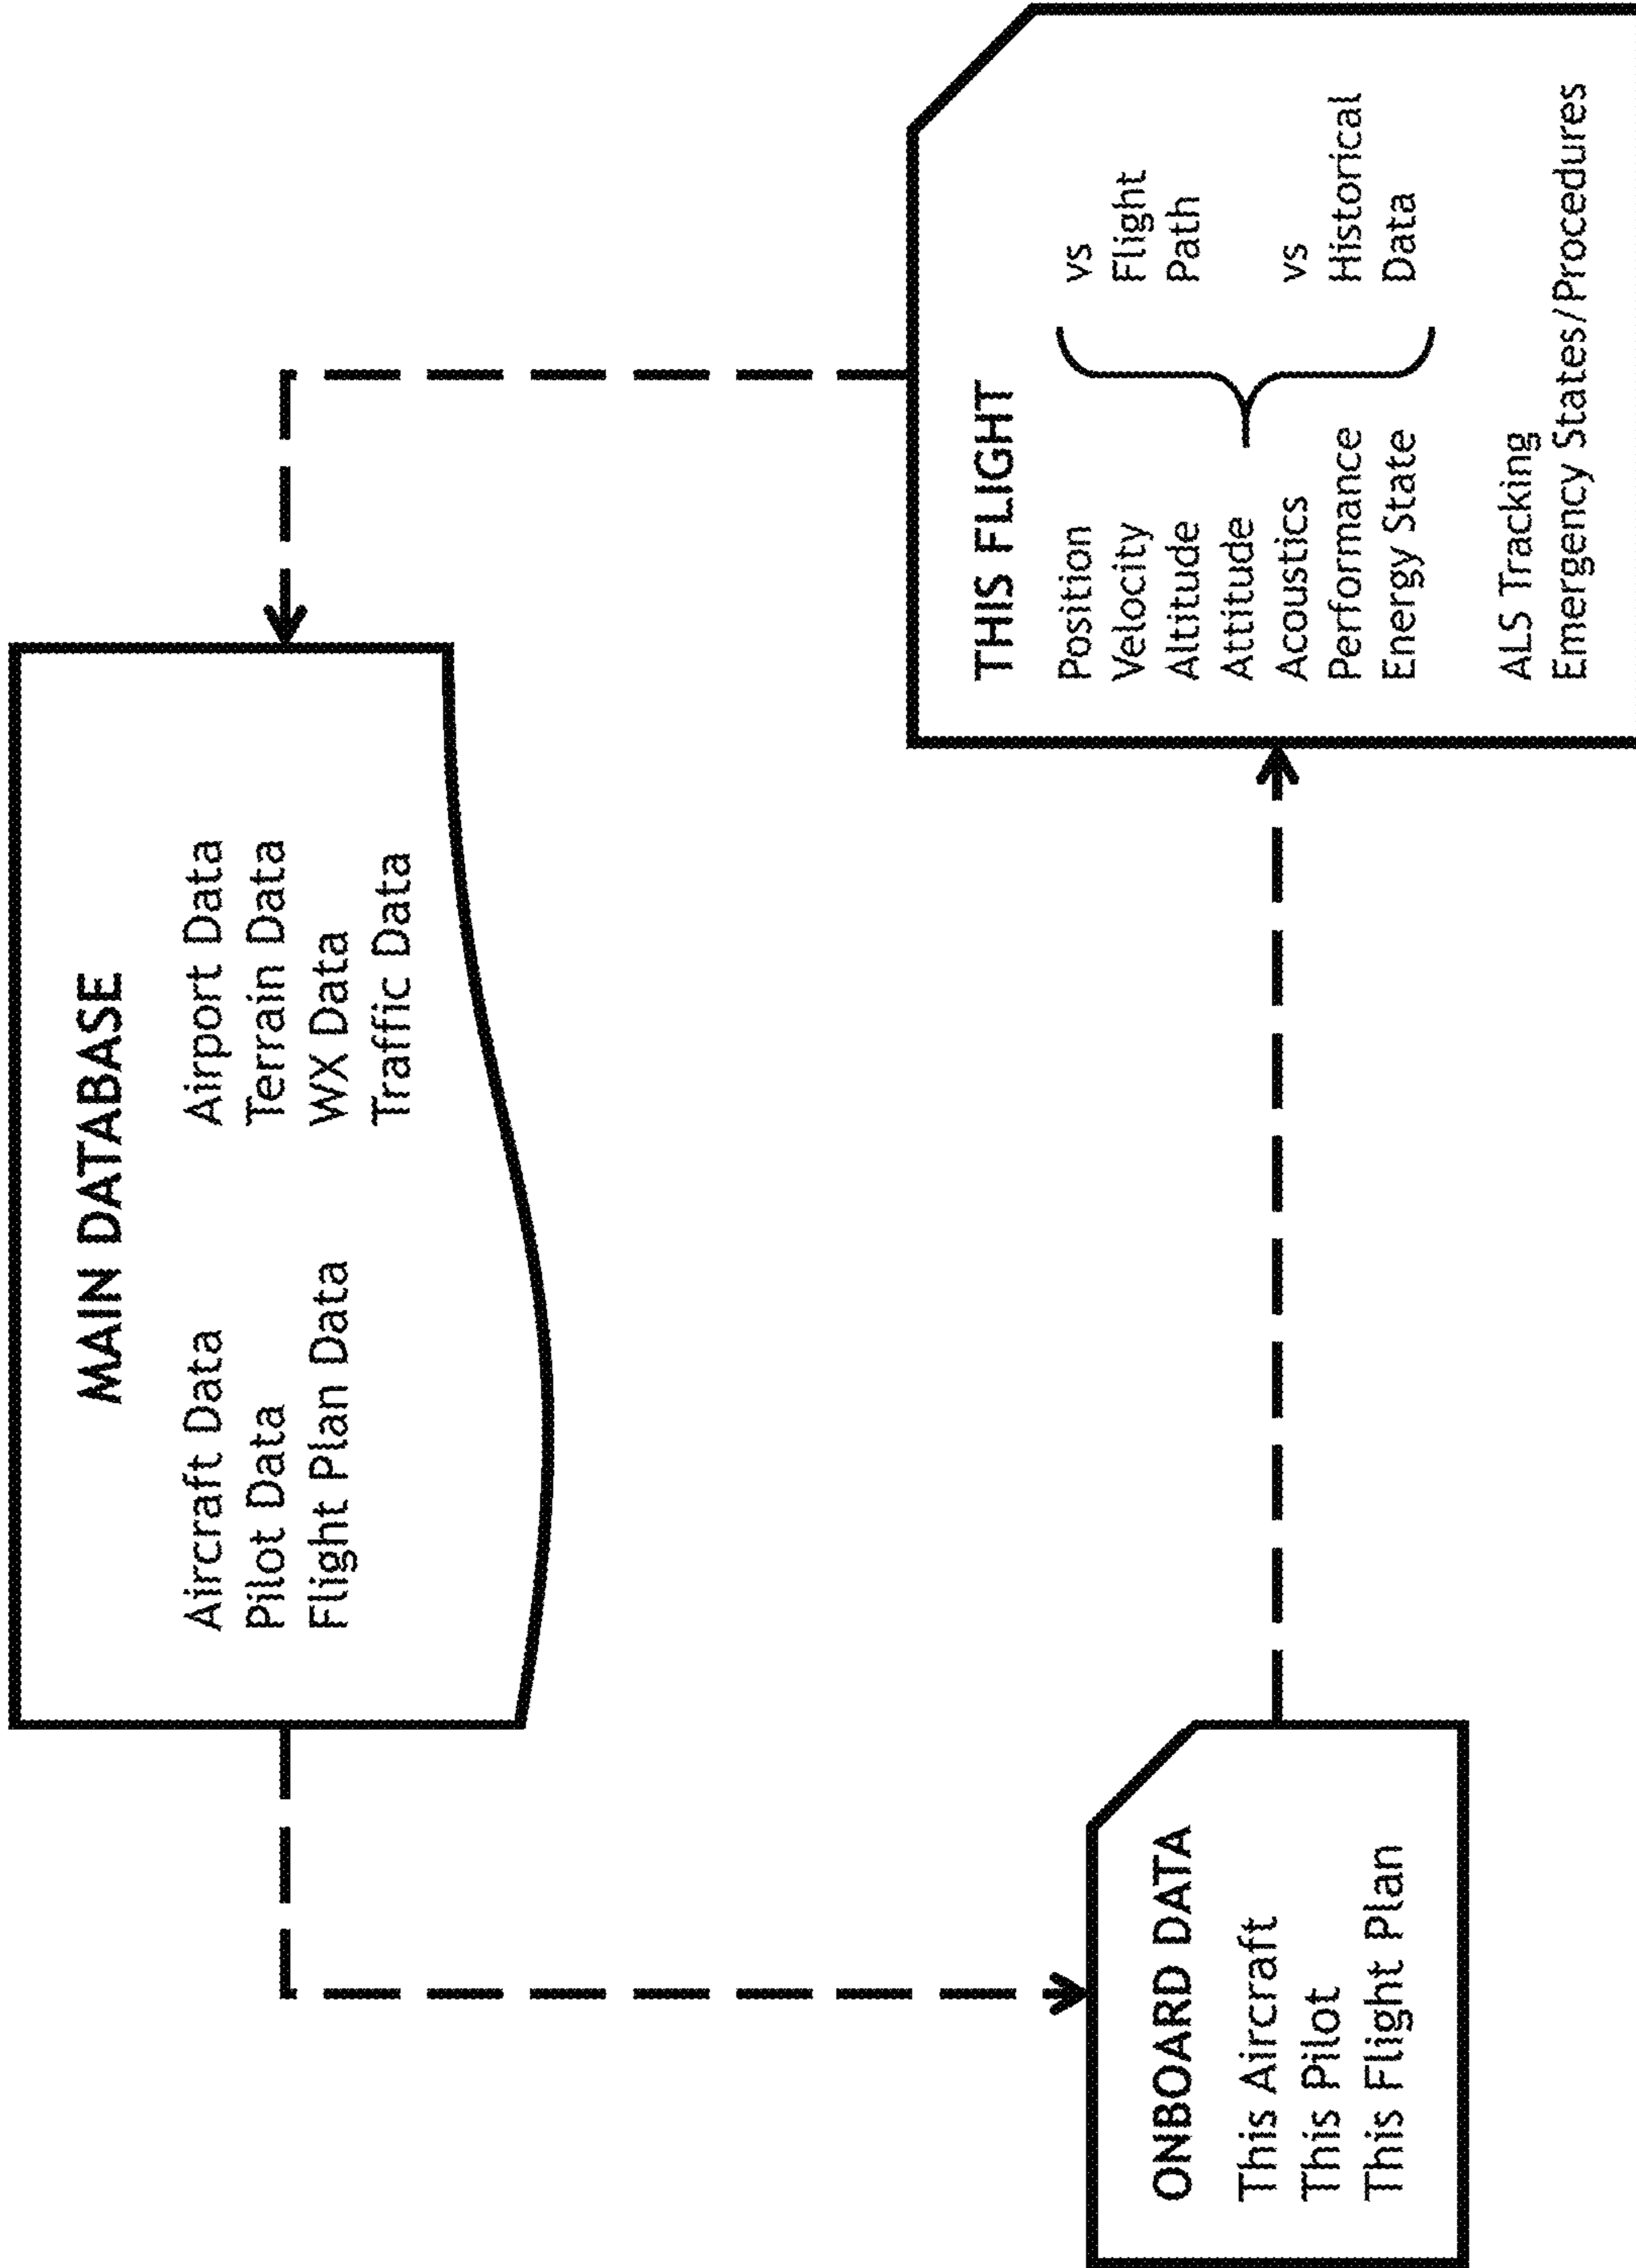 MAIN DATABASE
Aircraft Data
Pilot Data
Flight Plan Data
Airport Data
Terrain Data
WX Data
Traffic Data
ONBOARD DATA
This Aircraft
This Pilot
This Flight Plan
THIS FLIGHT
Position
Velocity
Altitude
Attitude
Acoustics
Performance
Energy State
vs
Flight
Path
vs
Historical
Data
ALS Tracking
Emergency States/Procedures